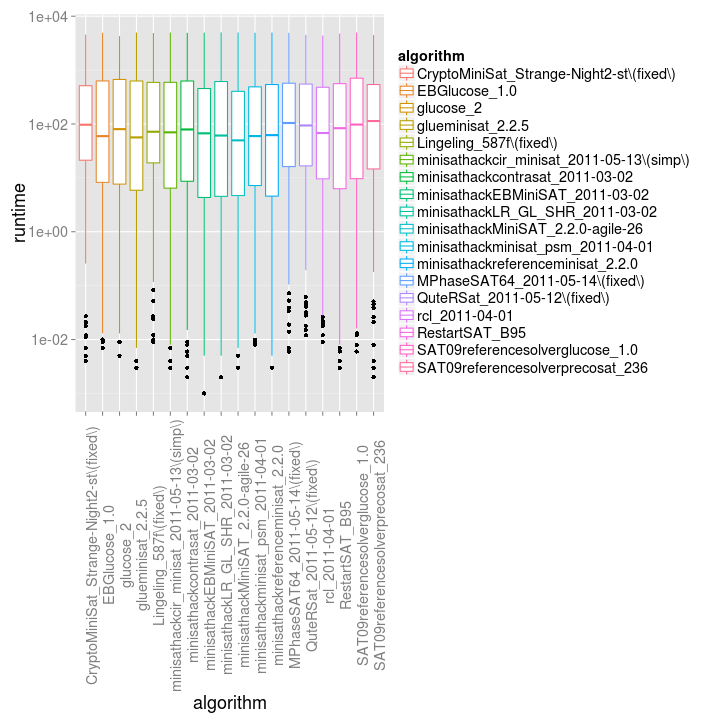 1e+04
1e+02
1e+00
1e-02
runtime
algorithm
CryptoMiniSat_Strange-Night2-st\(fixed\)
EBGlucose_1.0
glucose_2
glueminisat_2.2.5
Lingeling_587f\(fixed\)
minisathackcir_minisat_2011-05-13\(simp\)
minisathackcontrasat_2011-03-02
minisathackEBMiniSAT_2011-03-02
minisathackLR_GL_SHR_2011-03-02
minisathackMiniSAT_2.2.0-agile-26
minisathackminisat_psm_2011-04-01
minisathackreferenceminisat_2.2.0
MPhaseSAT64_2011-05-14\(fixed\)
QuteRSat_2011-05-12\(fixed\)
rcl_2011-04-01
RestartSAT_B95
SAT09referencesolverglucose_1.0
SAT09referencesolverprecosat_236
CryptoMiniSat_Strange-Night2-st\(fixed\)
EBGlucose_1.0
glucose_2
glueminisat_2.2.5
Lingeling_587f\(fixed\)
minisathackcir_minisat_2011-05-13\(simp\)
minisathackcontrasat_2011-03-02
minisathackEBMiniSAT_2011-03-02
minisathackLR_GL_SHR_2011-03-02
minisathackMiniSAT_2.2.0-agile-26
minisathackminisat_psm_2011-04-01
minisathackreferenceminisat_2.2.0
MPhaseSAT64_2011-05-14\(fixed\)
QuteRSat_2011-05-12\(fixed\)
rcl_2011-04-01
RestartSAT_B95
SAT09referencesolverglucose_1.0
SAT09referencesolverprecosat_236
algorithm